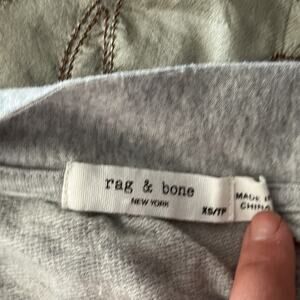 rag & bone
NEW YORK
XS/TP
MADE IN
CHINA